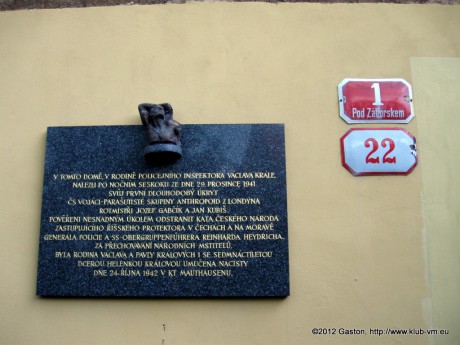 V TOMTO DOMĚ, V RODINĚ POLICEJNÍHO INSPEKTORA VÁCLAVA KRÁLE,
NALEZLI PO NOČNÍM SESKOKU ZE DNE 29. PROSINCE 1941
SVŮJ PRVNÍ DLOUHODOBÝ ÚKRYT
ČS VOJÁCI-PARAŠUTISTÉ SKUPINY ANTHROPOID Z LONDÝNA
ROTMISTŘI JOZEF GABČÍK A JAN KUBIŠ.
POVĚŘENI NESNADNÝM ÚKOLEM ODSTRANIT KATA ČESKÉHO NÁRODA
ZASTUPUJÍCÍHO ŘÍŠSKÉHO PROTEKTORA V ČECHÁCH A NA MORAVĚ
GENERÁLA POLICIE A SS-OBERGRUPPENFÜHRERA REINHARDA HEYDRICHA.
ZA PŘECHOVÁVÁNÍ NÁRODNÍCH MSTITELŮ
BYLA RODINA VÁCLAVA A PAVLY KRÁLOVÝCH I SE SEDMNÁCTILETOU
DCEROU HELENKOU KRÁLOVOU UMUČENA NACISTY
DNE 24. ŘÍJNA 1942 V KT MAUTHAUSENU.
1
Pod Zátorskem
22
©2012 Gaston, http://www.klub-vm.eu